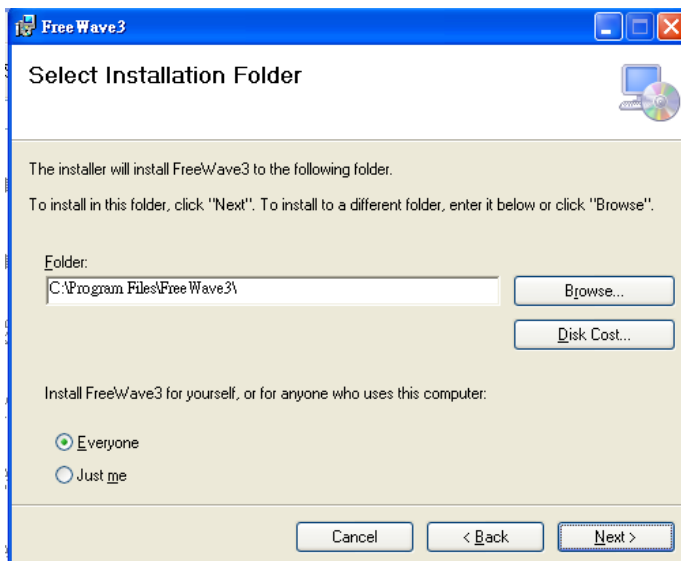 FreeWave3
Select Installation Folder
The installer will install FreeWave3 to the following folder.
To install in this folder, click "Next". To install to a different folder, enter it below or click "Browse".
Folder:
C:\Program Files\FreeWave3\
Browse...
Disk Cost...
Install FreeWave3 for yourself, or for anyone who uses this computer:
Everyone
Just me
Cancel
< Back
Next >